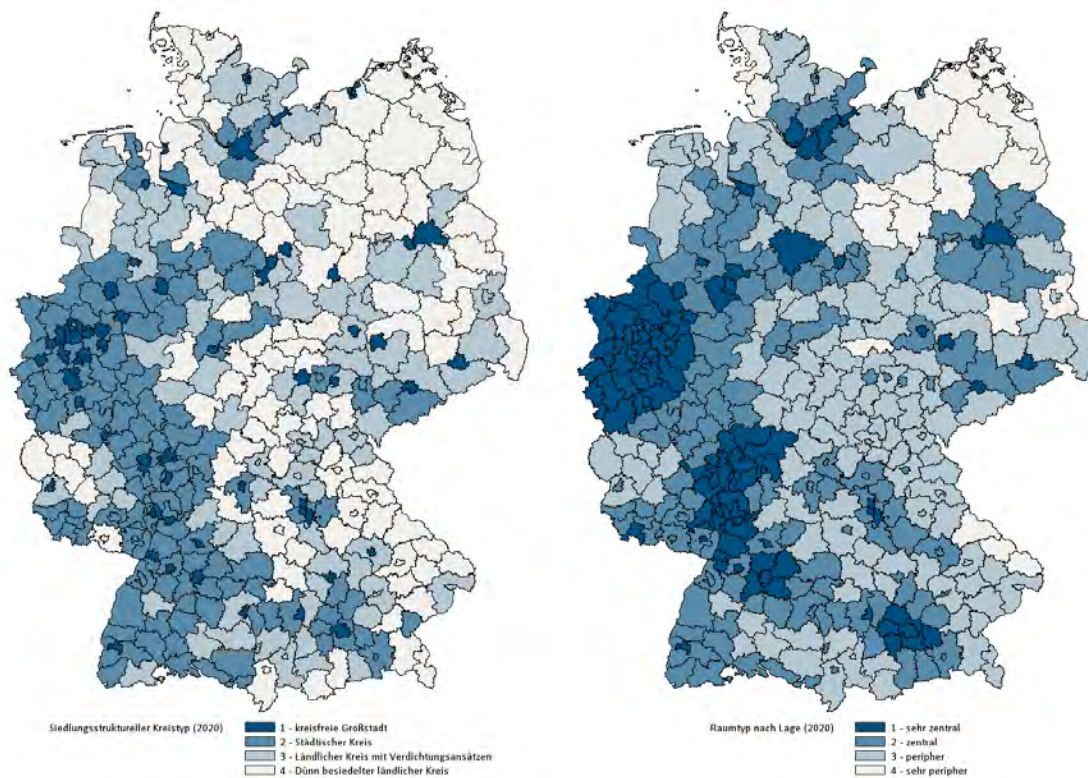 Siedlungsstruktureller Kreistyp (2020)
1 - kreisfreie Großstadt
2 - Städtischer Kreis
3 - Ländlicher Kreis mit Verdichtungsansätzen
4 - Dünn besiedelter ländlicher Kreis
Raumtyp nach Lage (2020)
1 - sehr zentral
2 - zentral
3 - peripher
4 - sehr peripher